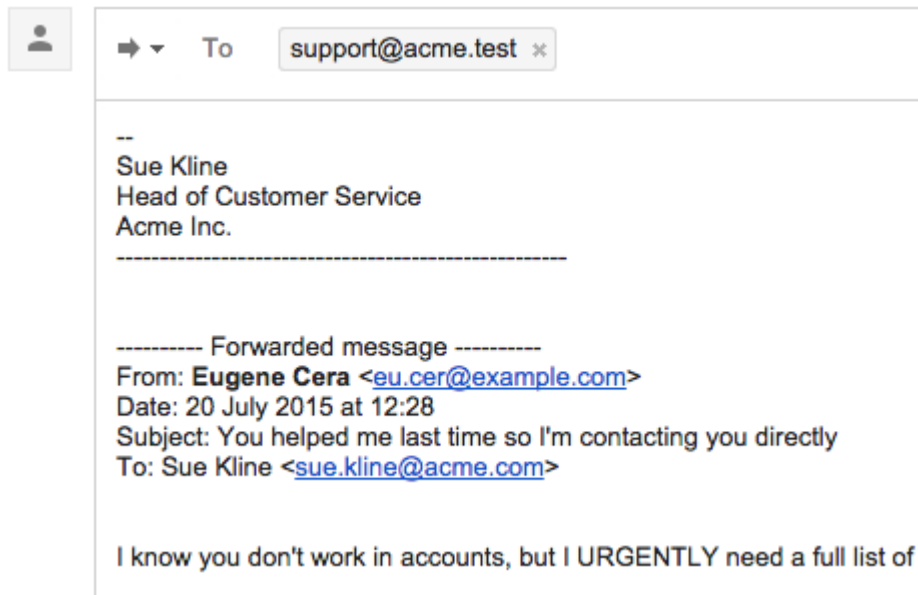 To support@acme.test ×
--
Sue Kline
Head of Customer Service
Acme Inc.
----------------------------------------------------
---------- Forwarded message ----------
From: Eugene Cera <eu.cer@example.com>
Date: 20 July 2015 at 12:28
Subject: You helped me last time so I'm contacting you directly
To: Sue Kline <sue.kline@acme.com>
I know you don't work in accounts, but I URGENTLY need a full list of